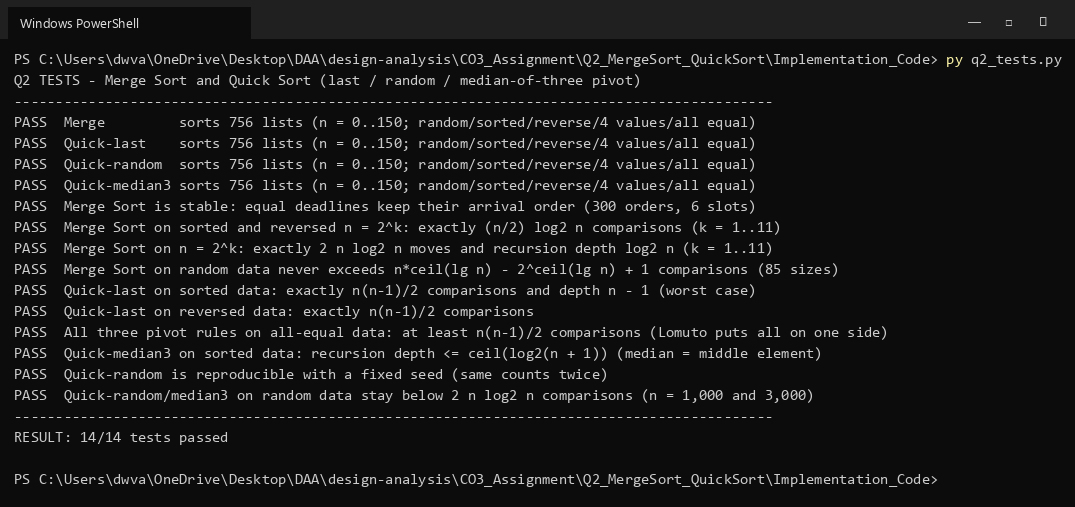 Windows PowerShell
PS C:\Users\dwva\OneDrive\Desktop\DAA\design-analysis\CO3_Assignment\Q2_MergeSort_QuickSort\Implementation_Code> py q2_tests.py
Q2 TESTS - Merge Sort and Quick Sort (last / random / median-of-three pivot)
--------------------------------------------------------------------------------------------
PASS  Merge         sorts 756 lists (n = 0..150; random/sorted/reverse/4 values/all equal)
PASS  Quick-last    sorts 756 lists (n = 0..150; random/sorted/reverse/4 values/all equal)
PASS  Quick-random  sorts 756 lists (n = 0..150; random/sorted/reverse/4 values/all equal)
PASS  Quick-median3 sorts 756 lists (n = 0..150; random/sorted/reverse/4 values/all equal)
PASS  Merge Sort is stable: equal deadlines keep their arrival order (300 orders, 6 slots)
PASS  Merge Sort on sorted and reversed n = 2^k: exactly (n/2) log2 n comparisons (k = 1..11)
PASS  Merge Sort on n = 2^k: exactly 2 n log2 n moves and recursion depth log2 n (k = 1..11)
PASS  Merge Sort on random data never exceeds n*ceil(lg n) - 2^ceil(lg n) + 1 comparisons (85 sizes)
PASS  Quick-last on sorted data: exactly n(n-1)/2 comparisons and depth n - 1 (worst case)
PASS  Quick-last on reversed data: exactly n(n-1)/2 comparisons
PASS  All three pivot rules on all-equal data: at least n(n-1)/2 comparisons (Lomuto puts all on one side)
PASS  Quick-median3 on sorted data: recursion depth <= ceil(log2(n + 1)) (median = middle element)
PASS  Quick-random is reproducible with a fixed seed (same counts twice)
PASS  Quick-random/median3 on random data stay below 2 n log2 n comparisons (n = 1,000 and 3,000)
--------------------------------------------------------------------------------------------
RESULT: 14/14 tests passed
PS C:\Users\dwva\OneDrive\Desktop\DAA\design-analysis\CO3_Assignment\Q2_MergeSort_QuickSort\Implementation_Code>